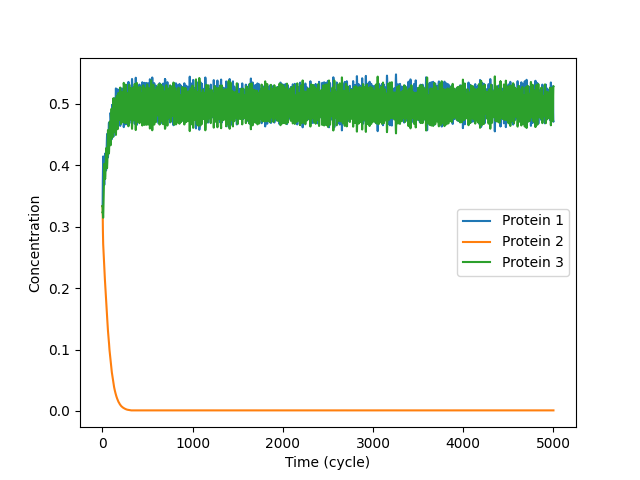 0.5
0.4
0.3
0.2
0.1
0.0
Concentration
Protein 1
Protein 2
Protein 3
0 1000 2000 3000 4000 5000
Time (cycle)